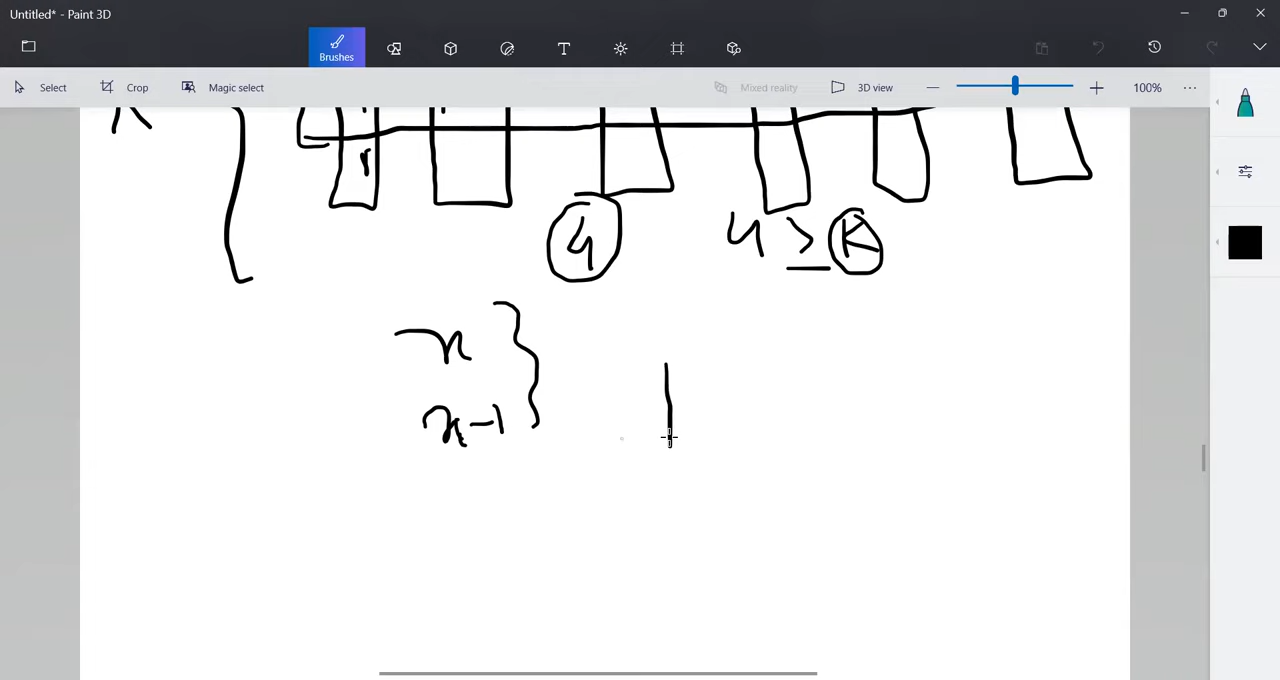 Untitled* - Paint 3D
Brushes
Select Crop Magic select Mixed reality 3D view 100%
r
4 4 ≥ K
x
x-1